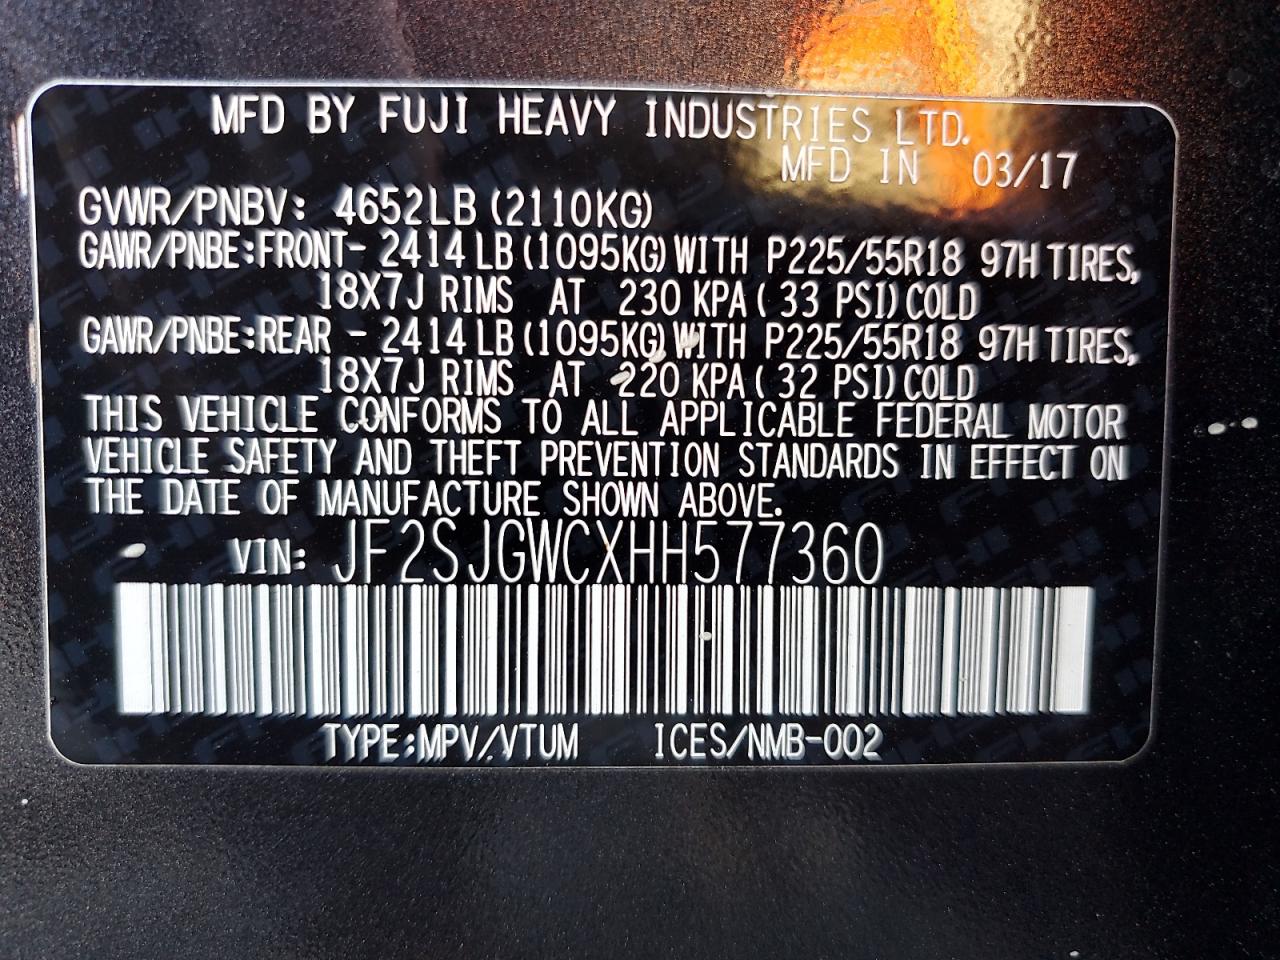 MFD BY FUJI HEAVY INDUSTRIES LTD.
MFD IN 03/17
GVWR/PNBV: 4652LB (2110KG)
GAWR/PNBE:FRONT- 2414 LB (1095KG) WITH P225/55R18 97H TIRES,
18X7J RIMS AT 230 KPA ( 33 PSI) COLD
GAWR/PNBE:REAR - 2414 LB (1095KG) WITH P225/55R18 97H TIRES,
18X7J RIMS AT 220 KPA ( 32 PSI) COLD
THIS VEHICLE CONFORMS TO ALL APPLICABLE FEDERAL MOTOR
VEHICLE SAFETY AND THEFT PREVENTION STANDARDS IN EFFECT ON
THE DATE OF MANUFACTURE SHOWN ABOVE.
VIN: JF2SJGWCXHH577360
TYPE:MPV/VTUM ICES/NMB-002